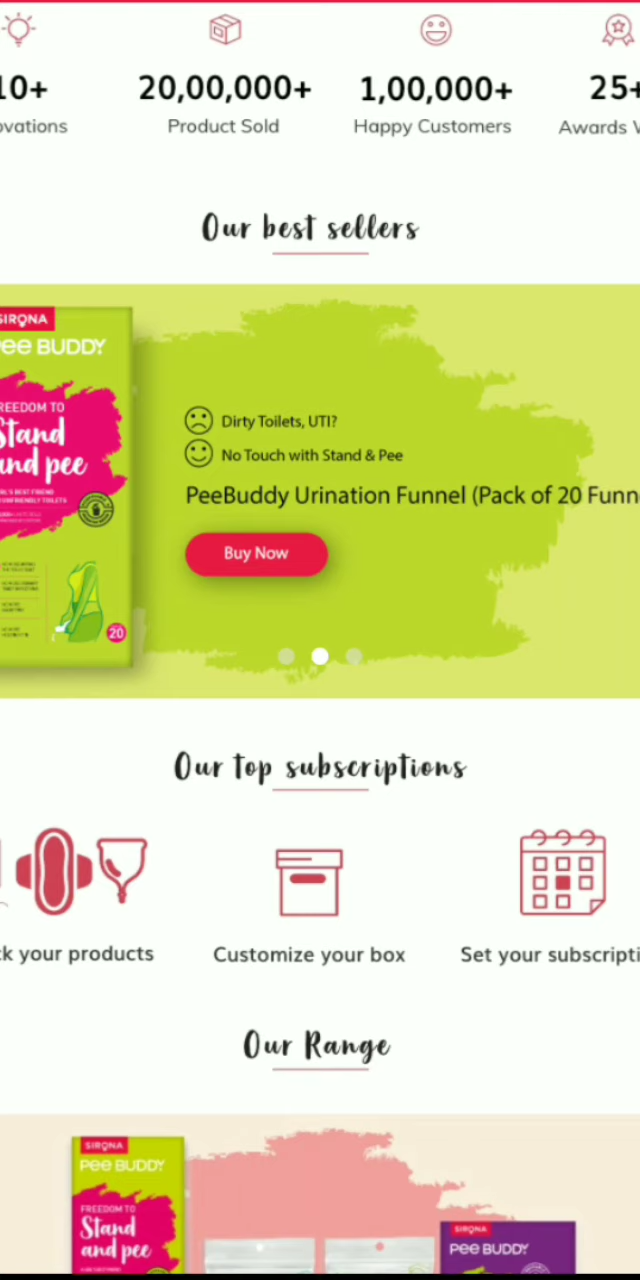 10+
20,00,000+
1,00,000+
25+
ovations
Product Sold
Happy Customers
Awards W
Our best sellers
SIRONA
Pee BUDDY
FREEDOM TO
Stand
and pee
Dirty Toilets, UTI?
No Touch with Stand & Pee
PeeBuddy Urination Funnel (Pack of 20 Funn
Buy Now
20
Our top subscriptions
ck your products
Customize your box
Set your subscripti
Our Range
SIRONA
Pee BUDDY
FREEDOM TO
Stand
and pee
SIRONA
Pee BUDDY